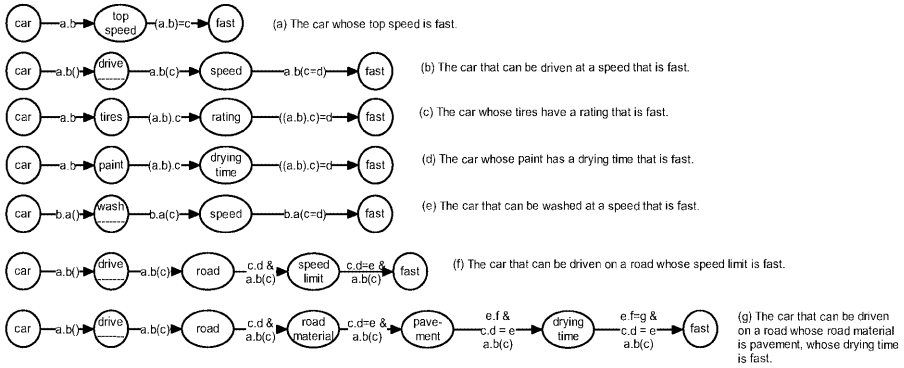 car a.b top speed (a.b)=c fast (a) The car whose top speed is fast.
car a.b() drive a.b(c) speed a.b(c=d) fast (b) The car that can be driven at a speed that is fast.
car a.b tires (a.b).c rating ((a.b).c)=d fast (c) The car whose tires have a rating that is fast.
car a.b paint (a.b).c drying time ((a.b).c)=d fast (d) The car whose paint has a drying time that is fast.
car b.a() wash b.a(c) speed b.a(c=d) fast (e) The car that can be washed at a speed that is fast.
car a.b() drive a.b(c) road c.d & a.b(c) speed limit c.d=e & a.b(c) fast (f) The car that can be driven on a road whose speed limit is fast.
car a.b() drive a.b(c) road c.d & a.b(c) road material c.d=e & a.b(c) pave-ment e.f & c.d = e a.b(c) drying time e.f=g & c.d = e a.b(c) fast (g) The car that can be driven
on a road whose road material
is pavement, whose drying time
is fast.